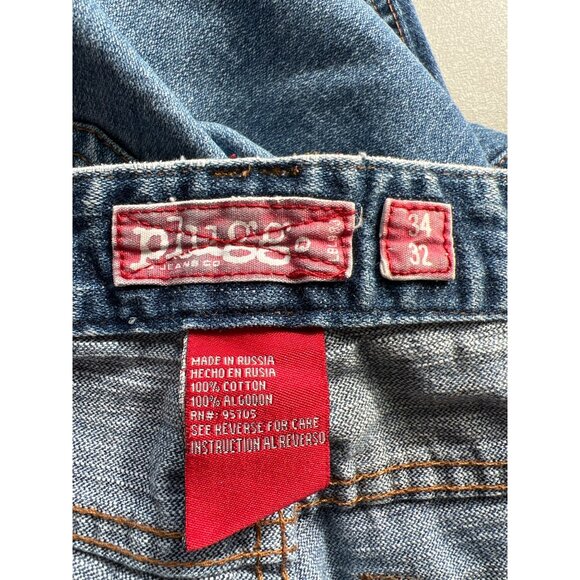 plugg
JEANS CO
34
32
MADE IN RUSSIA
HECHO EN RUSIA
100% COTTON
100% ALGODON
RN#: 95705
SEE REVERSE FOR CARE
INSTRUCTION AL REVERSO